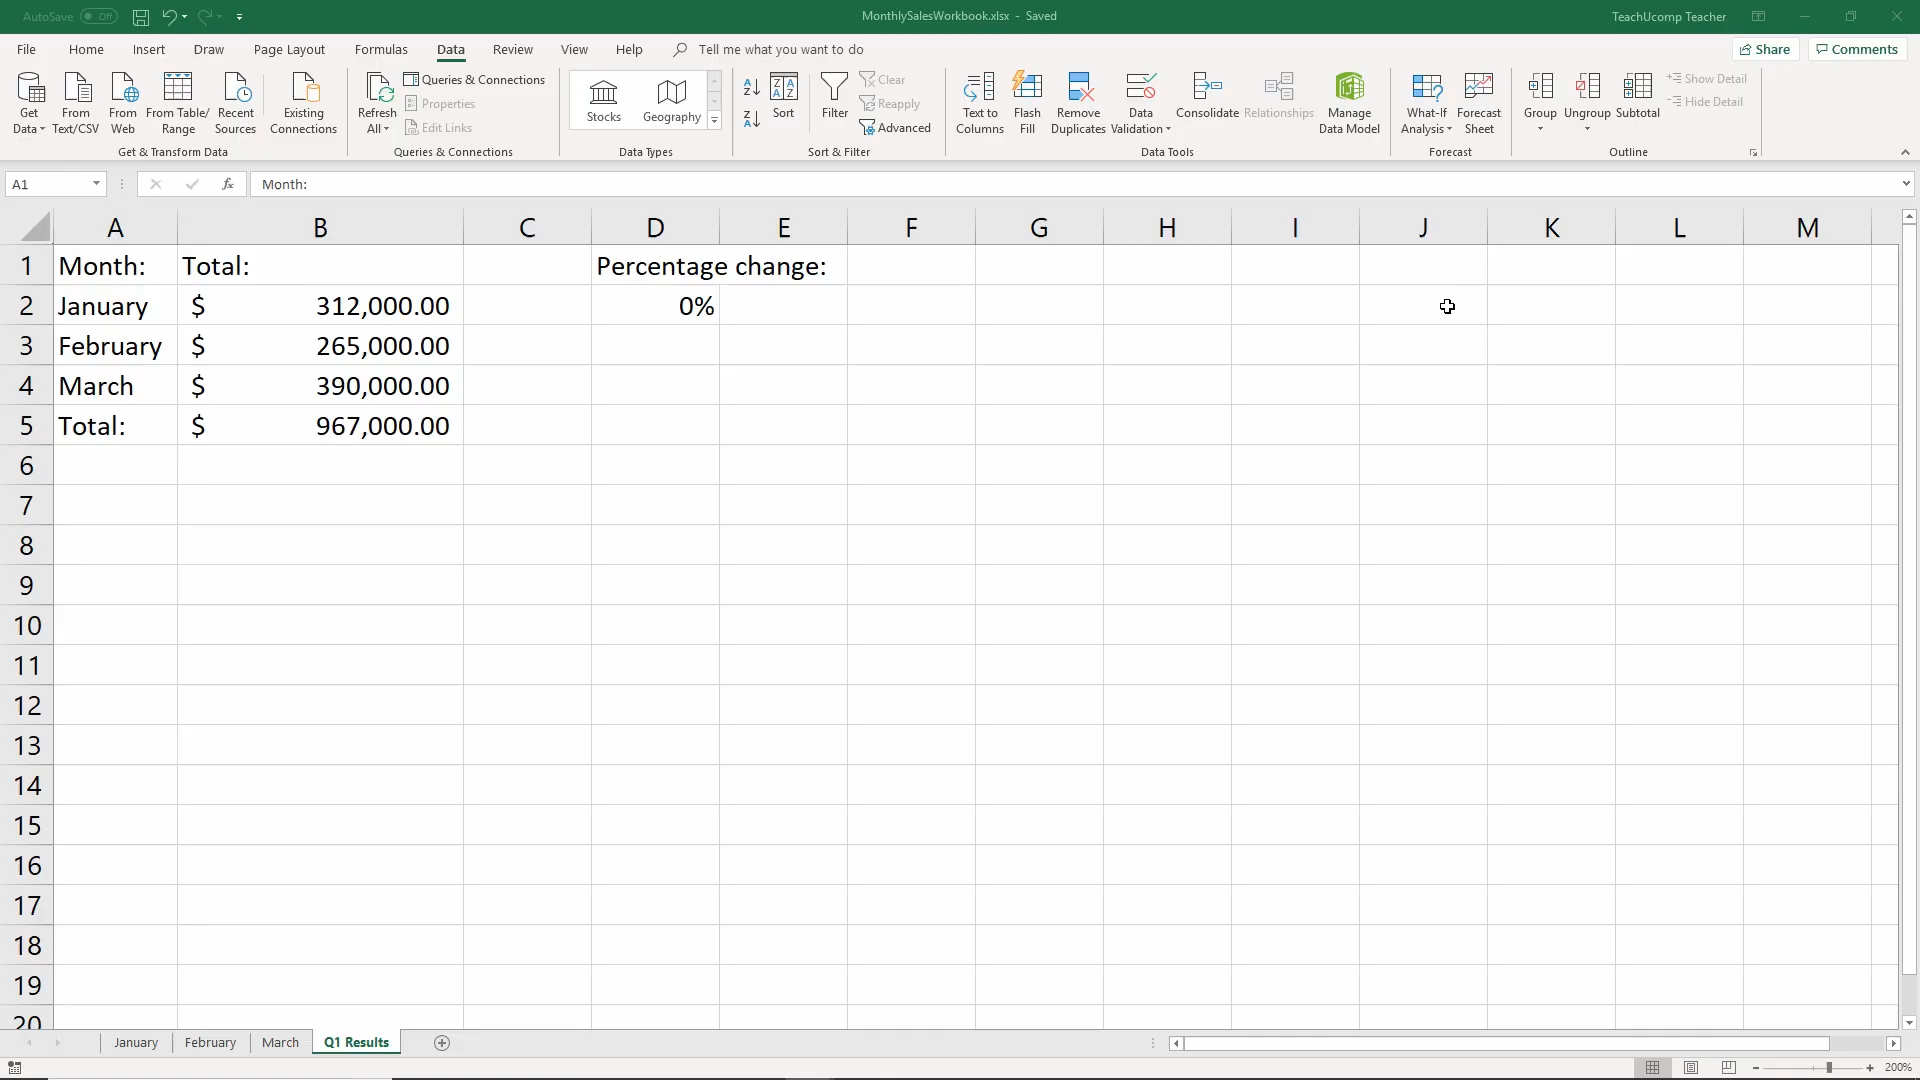 AutoSave Off
MonthlySalesWorkbook.xlsx - Saved
TeachUcomp Teacher
File Home Insert Draw Page Layout Formulas Data Review View Help Tell me what you want to do Share Comments
Get Data
From Text/CSV
From Web
From Table/ Range
Recent Sources
Existing Connections
Get & Transform Data
Refresh All
Queries & Connections
Properties
Edit Links
Queries & Connections
Stocks
Geography
Data Types
Sort
Filter
Clear
Reapply
Advanced
Sort & Filter
Text to Columns
Flash Fill
Remove Duplicates
Data Validation
Consolidate
Relationships
Manage Data Model
Data Tools
What-If Analysis
Forecast Sheet
Forecast
Group
Ungroup
Subtotal
Show Detail
Hide Detail
Outline
A1 fx Month:
A B C D E F G H I J K L M
1 Month: Total: Percentage change:
2 January $ 312,000.00 0%
3 February $ 265,000.00
4 March $ 390,000.00
5 Total: $ 967,000.00
6
7
8
9
10
11
12
13
14
15
16
17
18
19
20
January February March Q1 Results
200%